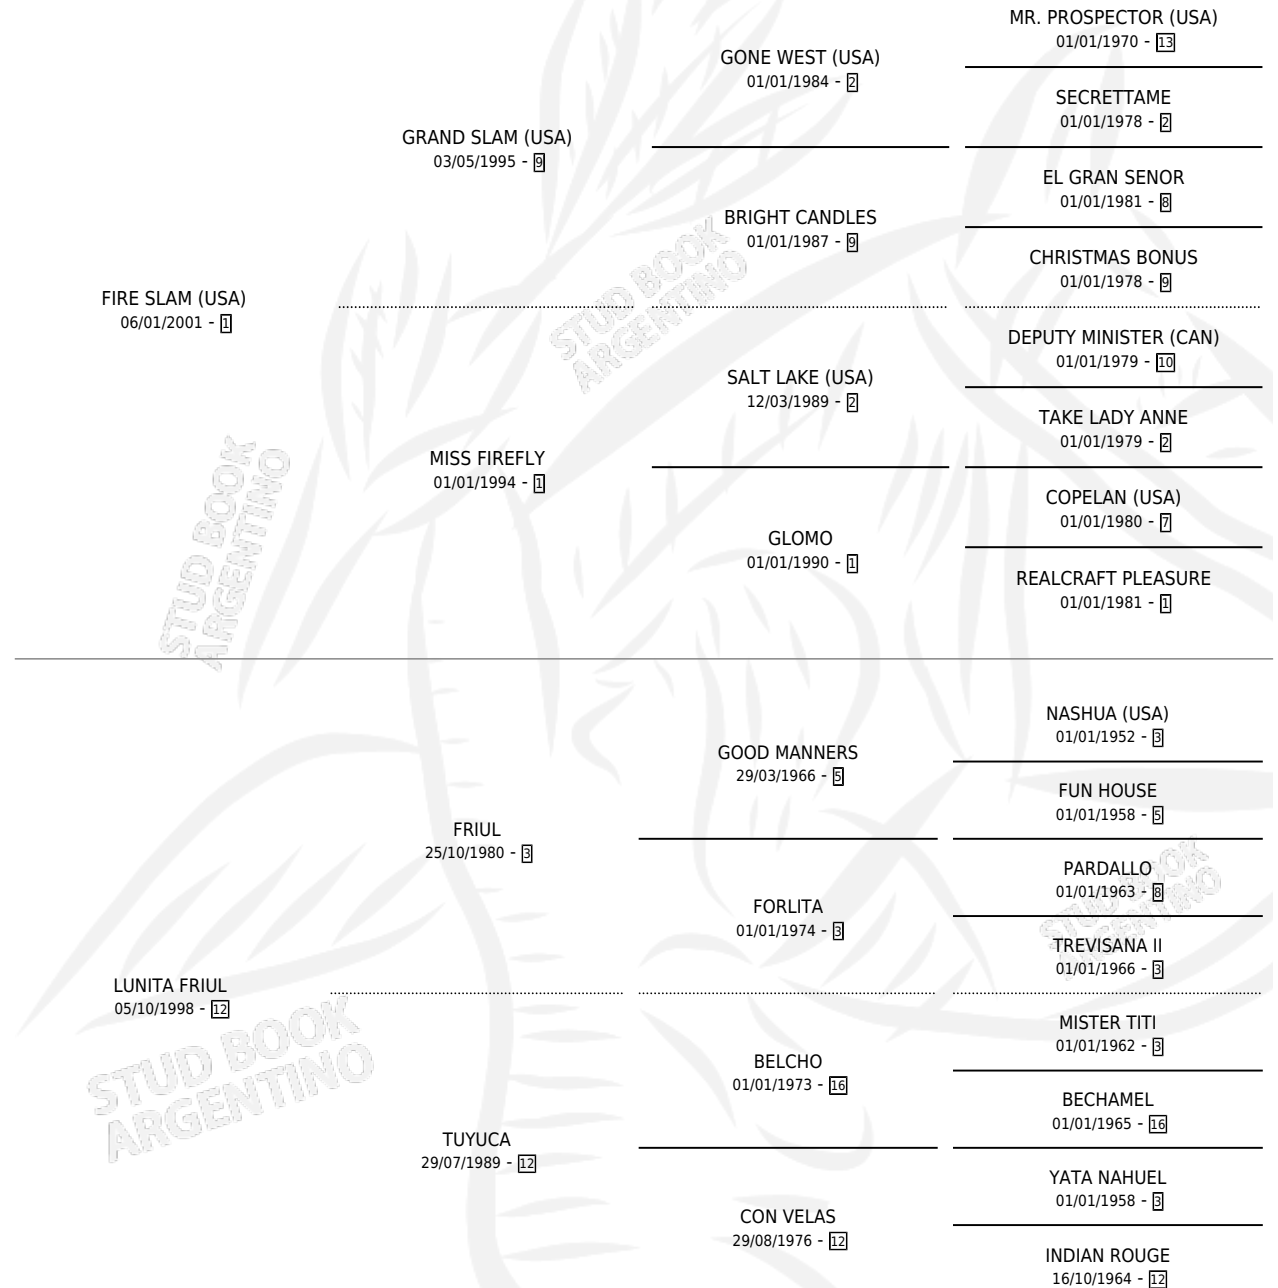 MR. PROSPECTOR (USA)
01/01/1970 - 13
GONE WEST (USA)
01/01/1984 - 2
SECRETTAME
01/01/1978 - 2
GRAND SLAM (USA)
03/05/1995 - 9
EL GRAN SENOR
01/01/1981 - 8
BRIGHT CANDLES
01/01/1987 - 9
CHRISTMAS BONUS
01/01/1978 - 9
FIRE SLAM (USA)
06/01/2001 - 1
DEPUTY MINISTER (CAN)
01/01/1979 - 10
SALT LAKE (USA)
12/03/1989 - 2
TAKE LADY ANNE
01/01/1979 - 2
MISS FIREFLY
01/01/1994 - 1
COPELAN (USA)
01/01/1980 - 7
GLOMO
01/01/1990 - 1
REALCRAFT PLEASURE
01/01/1981 - 1
STUD BOOK
ARGENTINO
STUD BOOK
ARGENTINO
NASHUA (USA)
01/01/1952 - 3
GOOD MANNERS
29/03/1966 - 5
FUN HOUSE
01/01/1958 - 5
FRIUL
25/10/1980 - 3
PARDALLO
01/01/1963 - 8
FORLITA
01/01/1974 - 3
TREVISANA II
01/01/1966 - 3
LUNITA FRIUL
05/10/1998 - 12
MISTER TITI
01/01/1962 - 3
BELCHO
01/01/1973 - 16
BECHAMEL
01/01/1965 - 16
TUYUCA
29/07/1989 - 12
YATA NAHUEL
01/01/1958 - 3
CON VELAS
29/08/1976 - 12
INDIAN ROUGE
16/10/1964 - 12
STUD BOOK
ARGENTINO
STUD BOOK
ARGENTINO